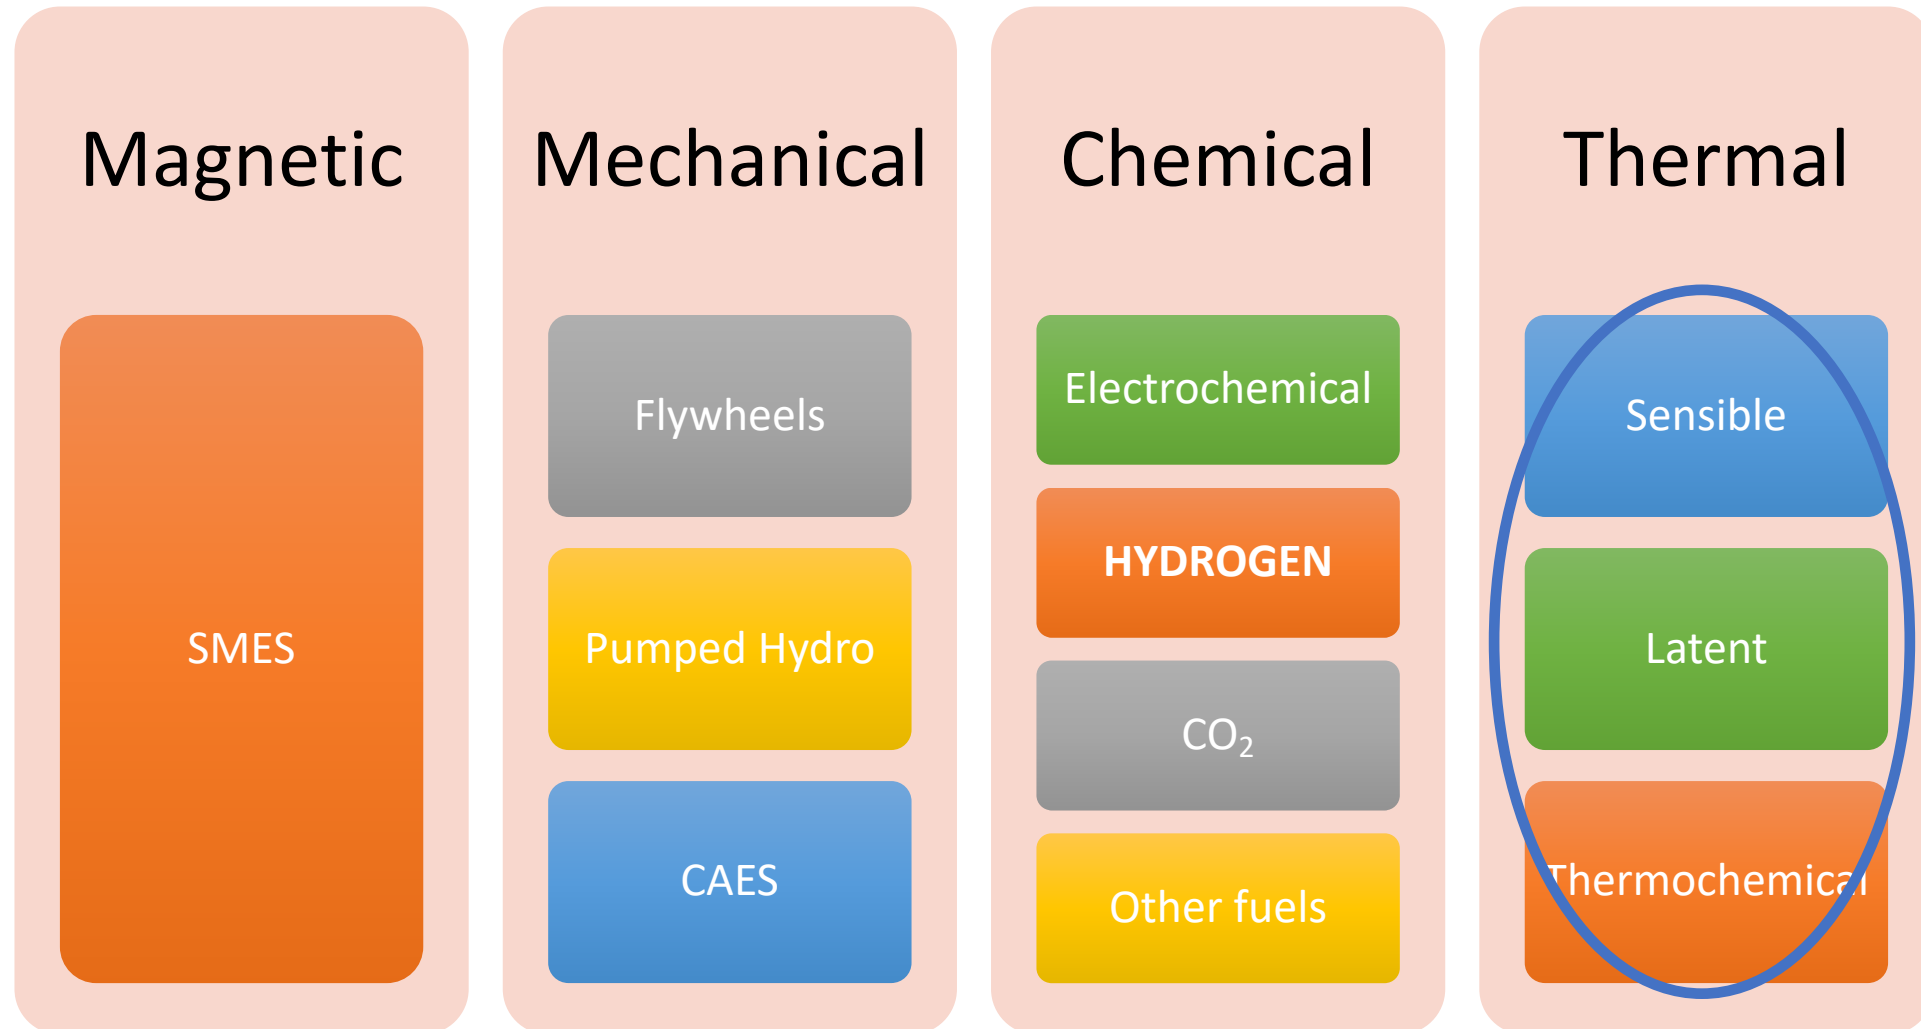 Magnetic
SMES
Mechanical
Flywheels
Pumped Hydro
CAES
Chemical
Electrochemical
HYDROGEN
CO₂
Other fuels
Thermal
Sensible
Latent
Thermochemical